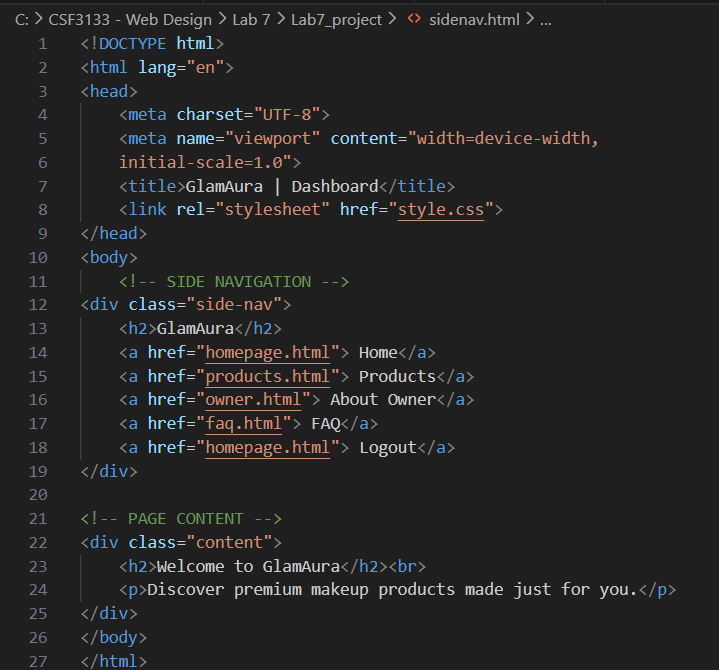 C: > CSF3133 - Web Design > Lab 7 > Lab7_project > <> sidenav.html > ...
1 <!DOCTYPE html>
2 <html lang="en">
3 <head>
4     <meta charset="UTF-8">
5     <meta name="viewport" content="width=device-width,
6     initial-scale=1.0">
7     <title>GlamAura | Dashboard</title>
8     <link rel="stylesheet" href="style.css">
9 </head>
10 <body>
11     <!-- SIDE NAVIGATION -->
12 <div class="side-nav">
13     <h2>GlamAura</h2>
14     <a href="homepage.html"> Home</a>
15     <a href="products.html"> Products</a>
16     <a href="owner.html"> About Owner</a>
17     <a href="faq.html"> FAQ</a>
18     <a href="homepage.html"> Logout</a>
19 </div>
20
21 <!-- PAGE CONTENT -->
22 <div class="content">
23     <h2>Welcome to GlamAura</h2><br>
24     <p>Discover premium makeup products made just for you.</p>
25 </div>
26 </body>
27 </html>